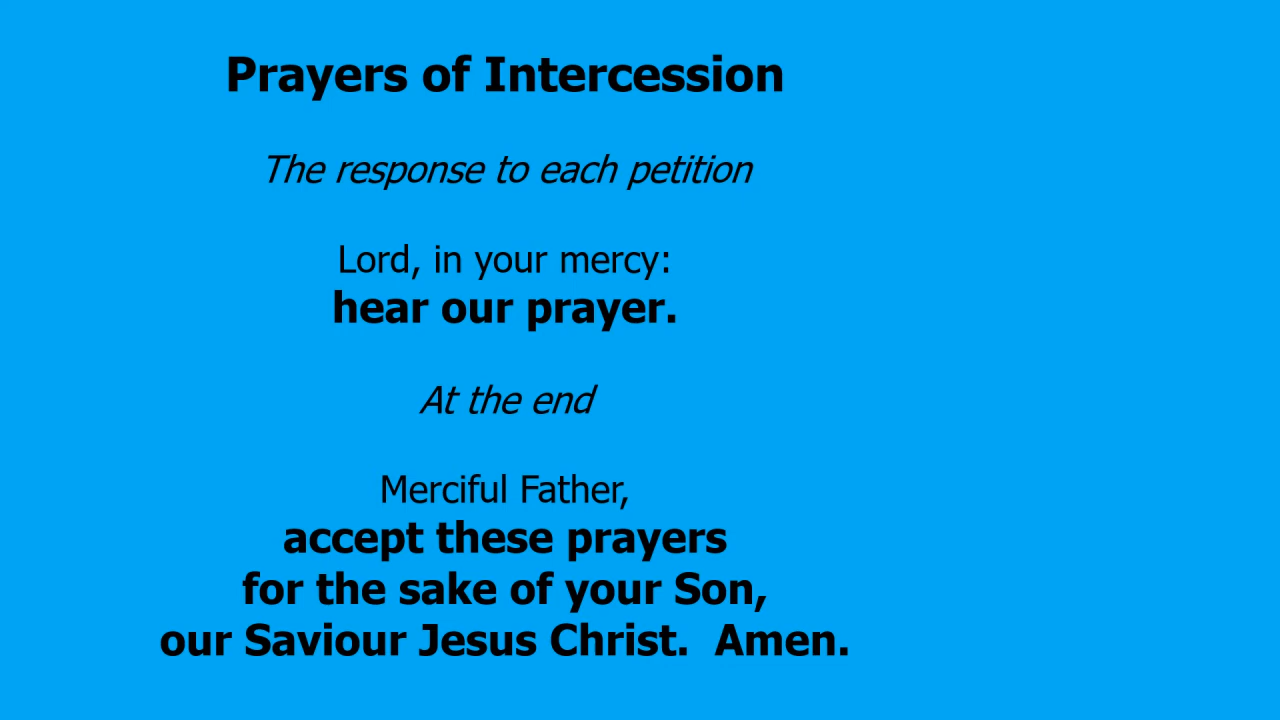 Prayers of Intercession
The response to each petition
Lord, in your mercy:
hear our prayer.
At the end
Merciful Father,
accept these prayers
for the sake of your Son,
our Saviour Jesus Christ.  Amen.